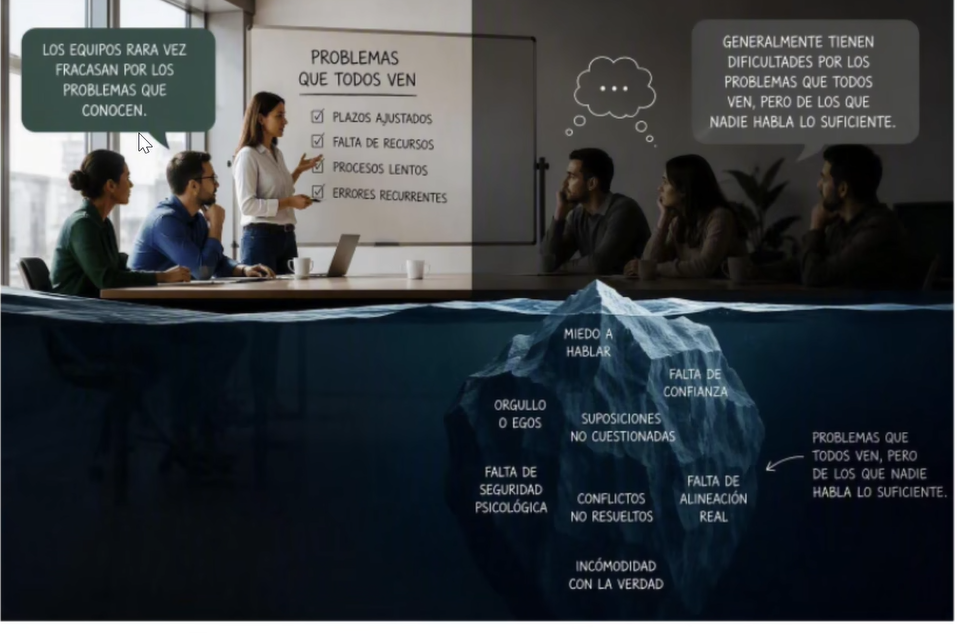 LOS EQUIPOS RARA VEZ
FRACASAN POR LOS
PROBLEMAS QUE
CONOCEN.
PROBLEMAS
QUE TODOS VEN
PLAZOS AJUSTADOS
FALTA DE RECURSOS
PROCESOS LENTOS
ERRORES RECURRENTES
GENERALMENTE TIENEN
DIFICULTADES POR LOS
PROBLEMAS QUE TODOS
VEN, PERO DE LOS QUE
NADIE HABLA LO SUFICIENTE.
MIEDO A
HABLAR
FALTA DE
CONFIANZA
ORGULLO
O EGOS
SUPOSICIONES
NO CUESTIONADAS
FALTA DE
SEGURIDAD
PSICOLÓGICA
CONFLICTOS
NO RESUELTOS
FALTA DE
ALINEACIÓN
REAL
INCÓMODIDAD
CON LA VERDAD
PROBLEMAS QUE
TODOS VEN, PERO
DE LOS QUE NADIE
HABLA LO SUFICIENTE.